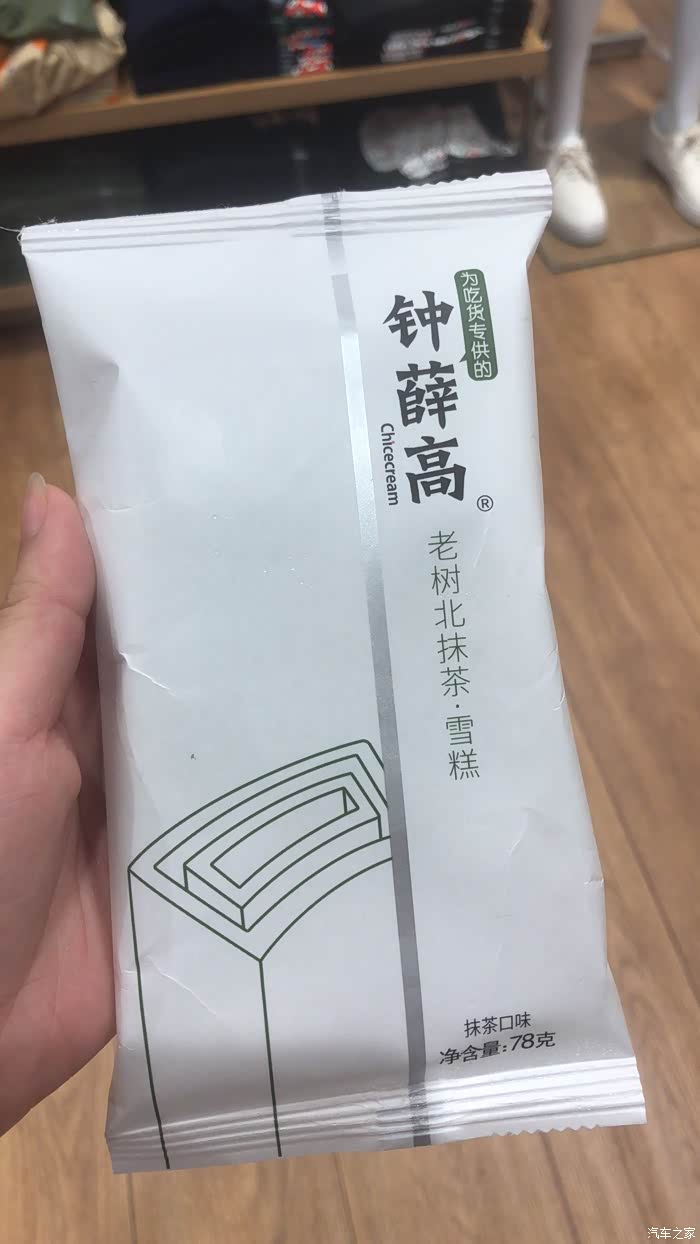 为吃货专供的
钟薛高
Chicecream
®
老树北抹茶·雪糕
抹茶口味
净含量:78克
汽车之家